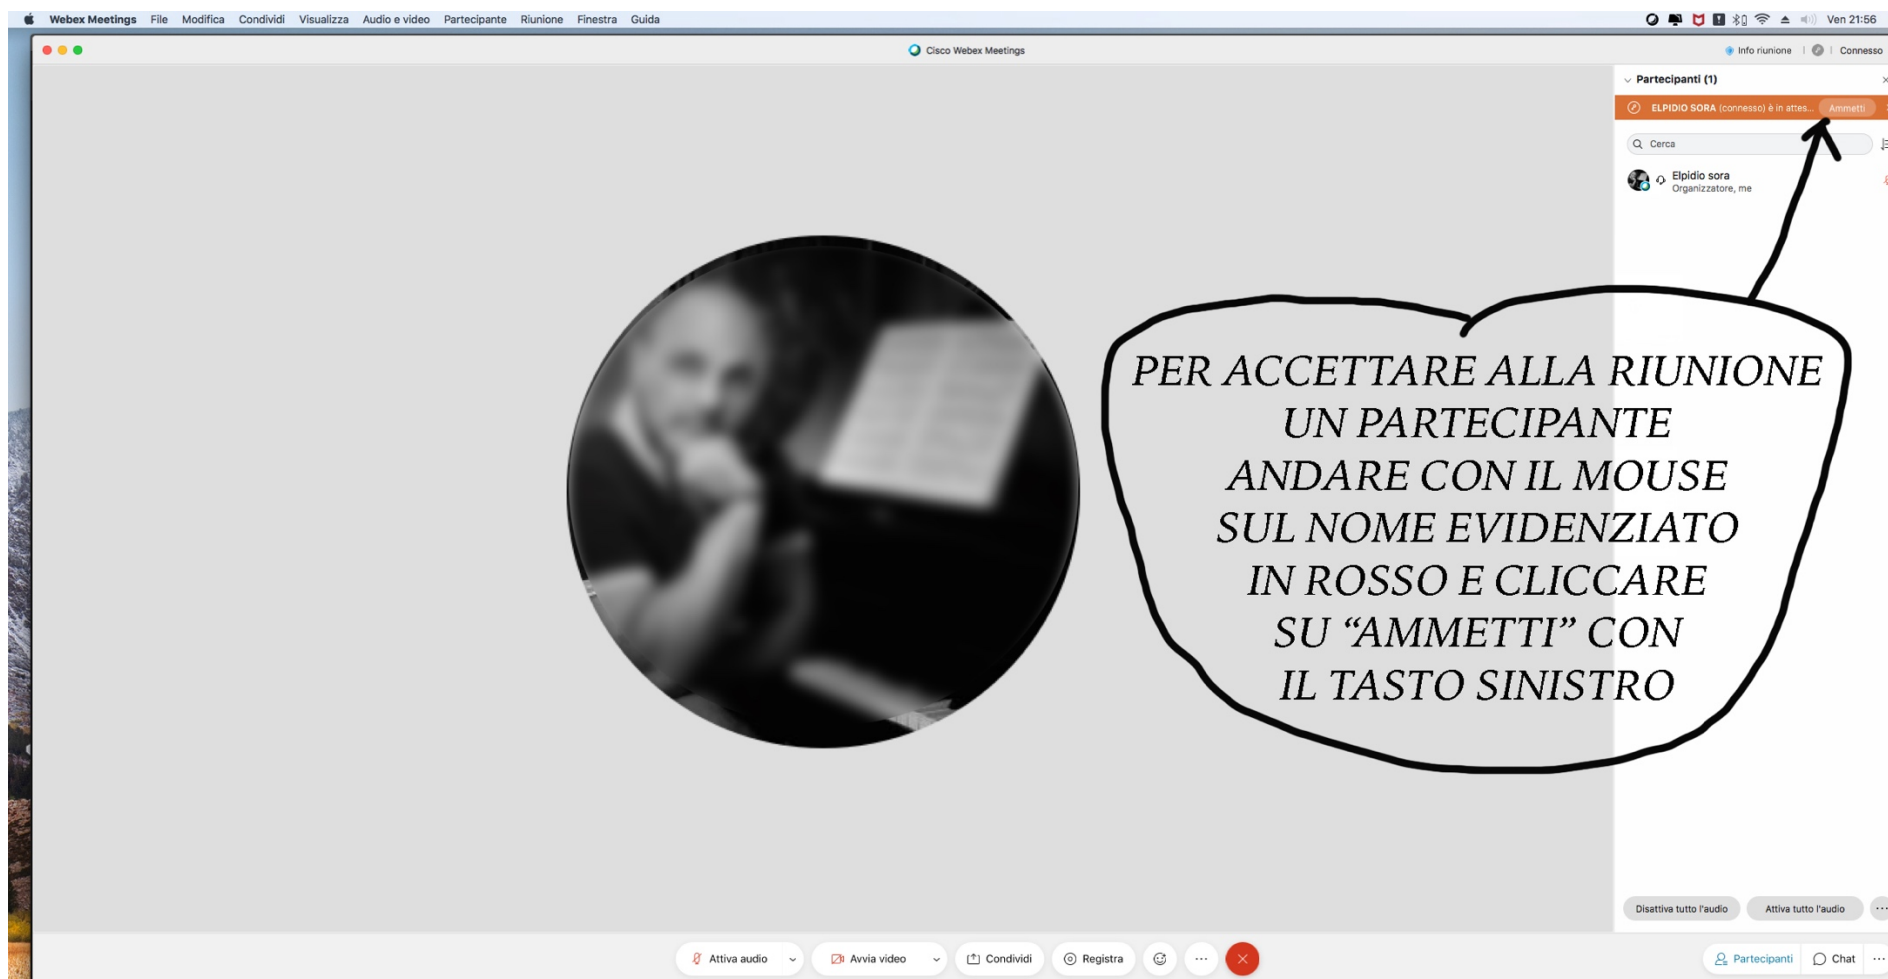 Webex Meetings File Modifica Condividi Visualizza Audio e video Partecipante Riunione Finestra Guida Ven 21:56
Cisco Webex Meetings
Info riunione Connesso
Partecipanti (1)
ELPIDIO SORA (connesso) è in attes... Ammetti
Cerca
Elpidio sora
Organizzatore, me
PER ACCETTARE ALLA RIUNIONE
UN PARTECIPANTE
ANDARE CON IL MOUSE
SUL NOME EVIDENZIATO
IN ROSSO E CLICCARE
SU “AMMETTI” CON
IL TASTO SINISTRO
Disattiva tutto l'audio Attiva tutto l'audio
Attiva audio Avvia video Condividi Registra Partecipanti Chat